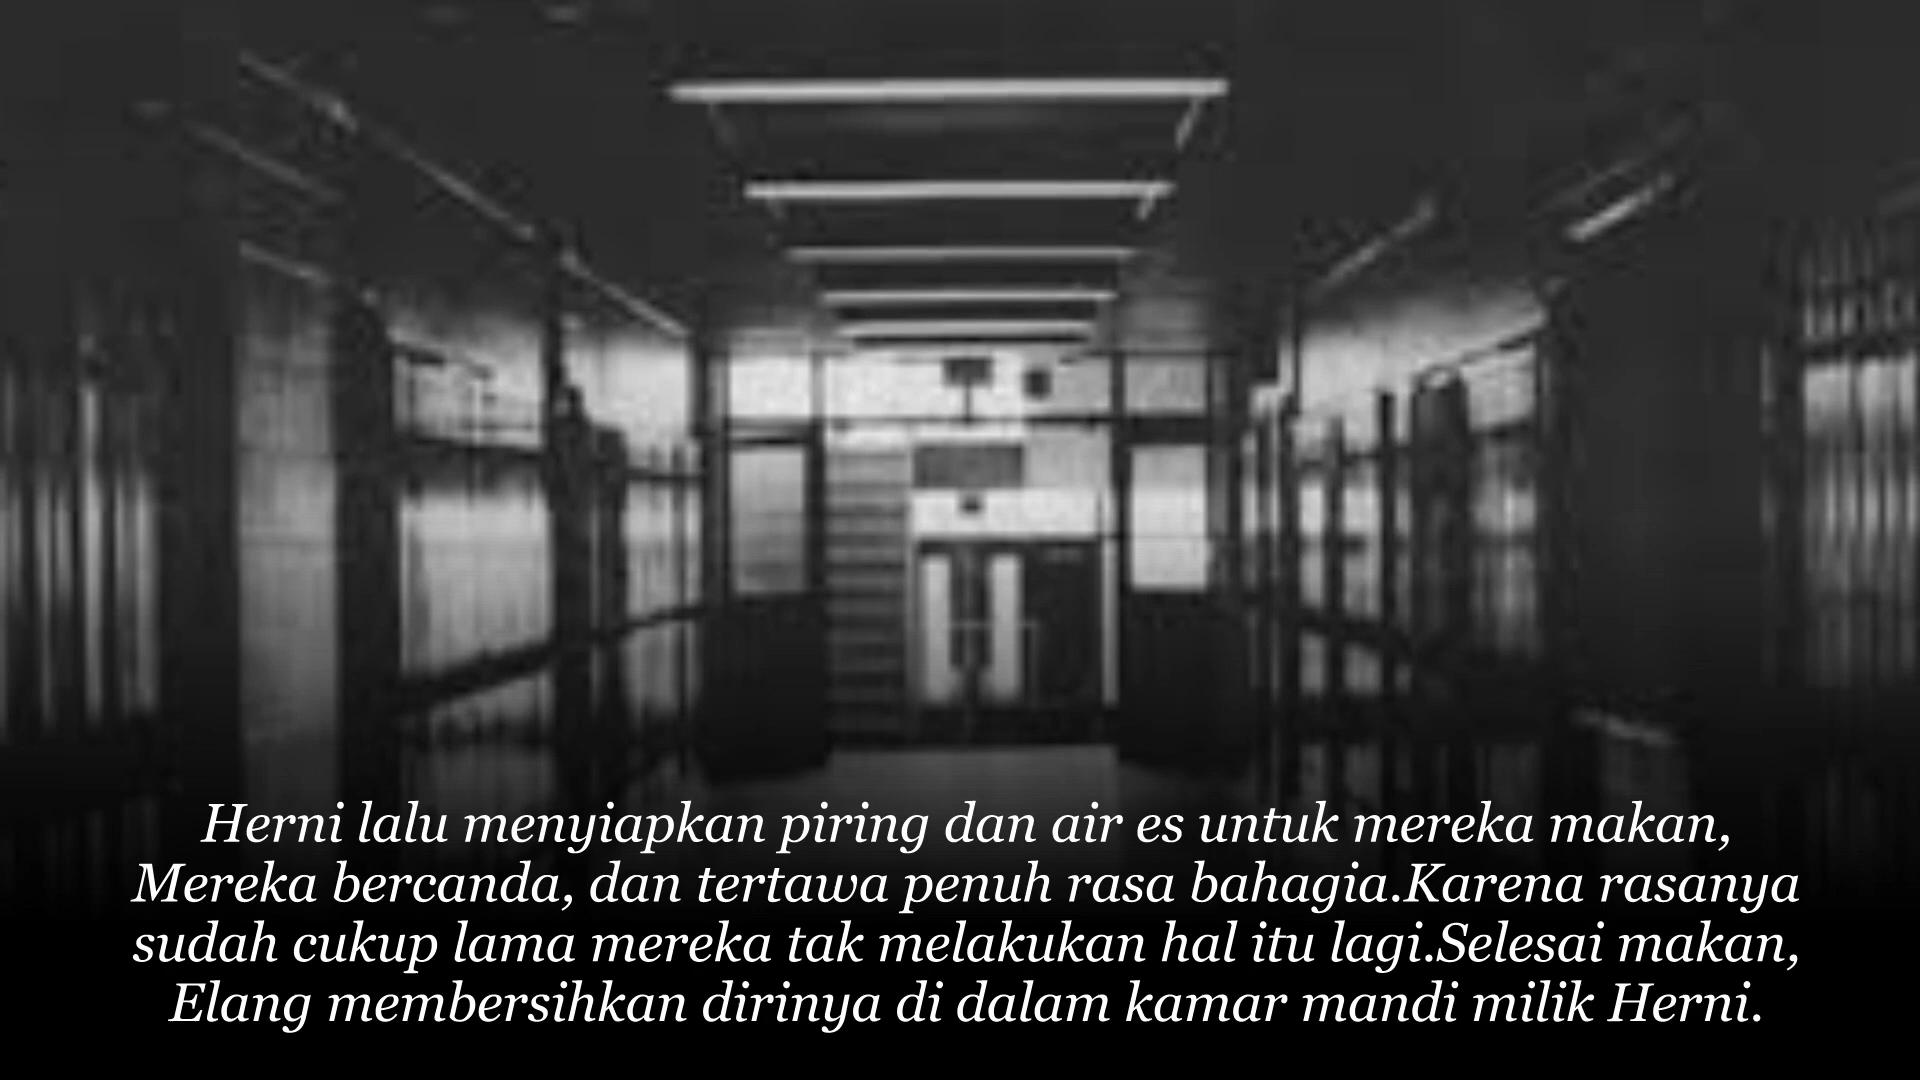 Herni lalu menyiapkan piring dan air es untuk mereka makan,
Mereka bercanda, dan tertawa penuh rasa bahagia.Karena rasanya
sudah cukup lama mereka tak melakukan hal itu lagi.Selesai makan,
Elang membersihkan dirinya di dalam kamar mandi milik Herni.